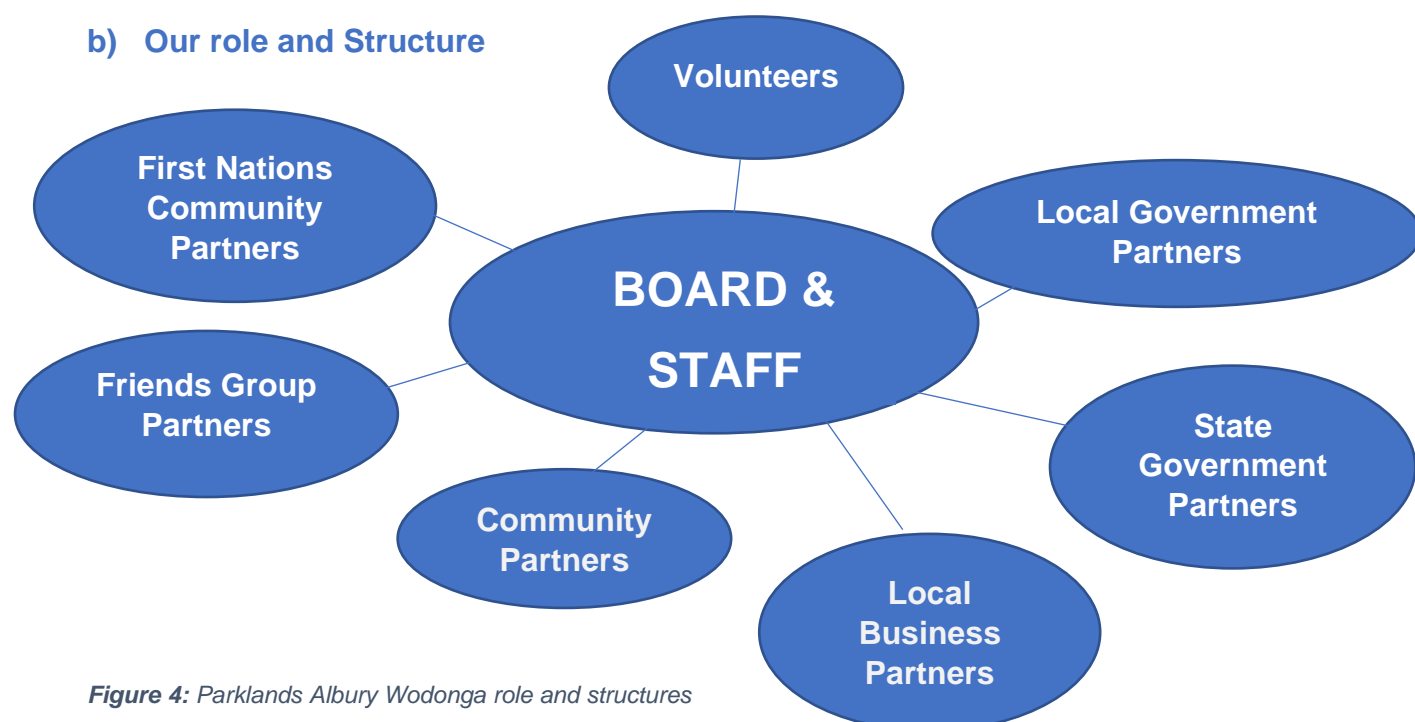 b) Our role and Structure
Volunteers
First Nations
Community
Partners
Local Government
Partners
BOARD &
STAFF
Friends Group
Partners
State
Government
Partners
Community
Partners
Local
Business
Partners
Figure 4: Parklands Albury Wodonga role and structures